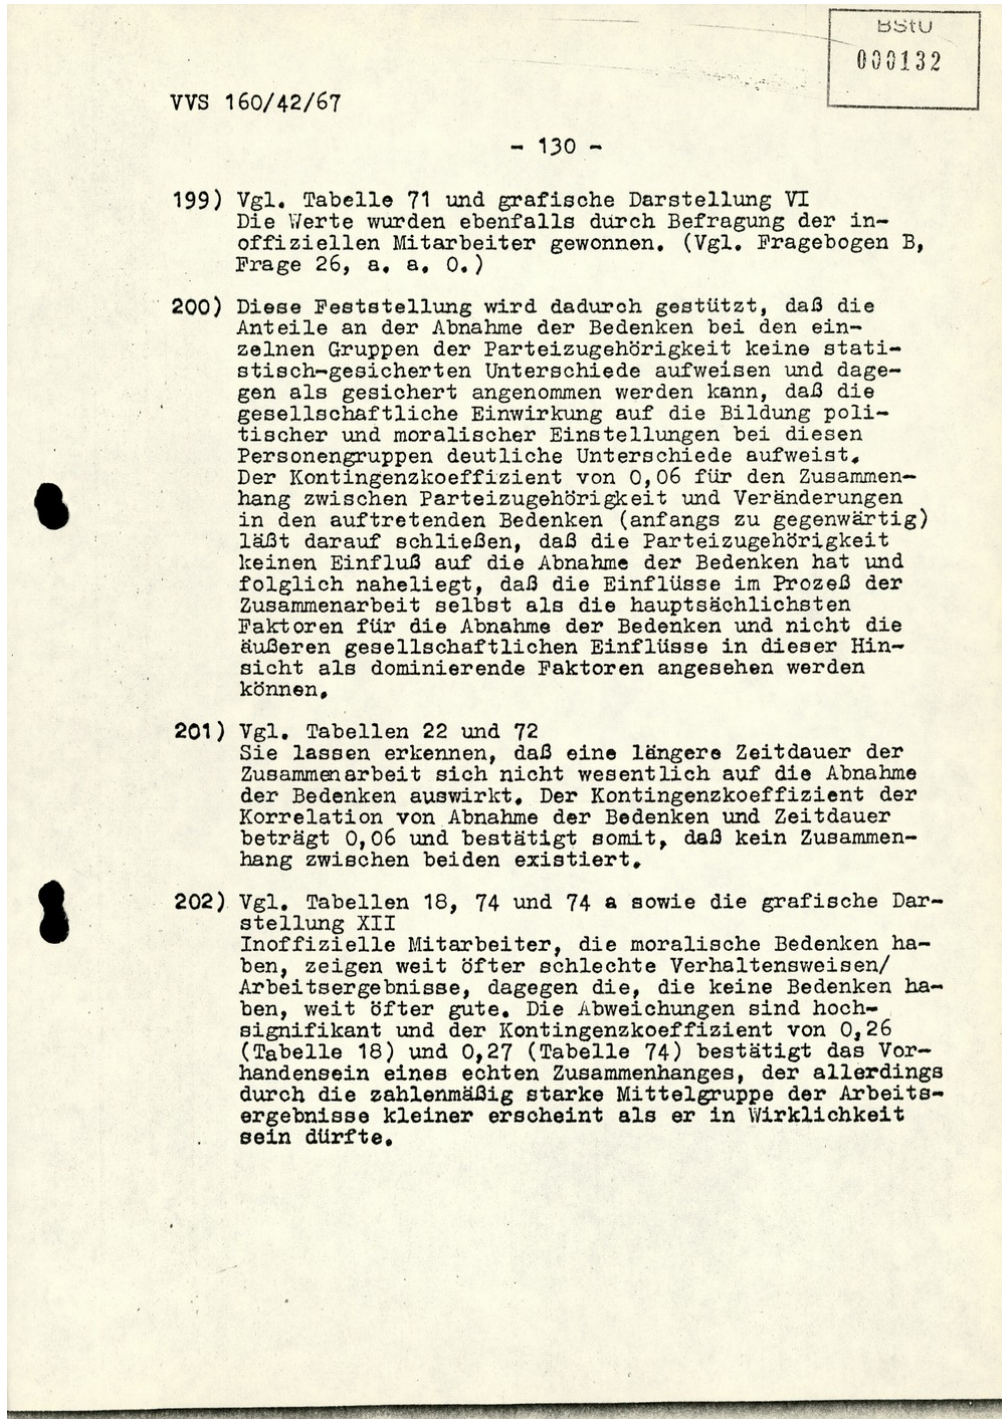 BStU
000132
VVS 160/42/67
- 130 -
199) Vgl. Tabelle 71 und grafische Darstellung VI
Die Werte wurden ebenfalls durch Befragung der in-
offiziellen Mitarbeiter gewonnen. (Vgl. Fragebogen B,
Frage 26, a. a. O.)
200) Diese Feststellung wird dadurch gestützt, daß die
Anteile an der Abnahme der Bedenken bei den ein-
zelnen Gruppen der Parteizugehörigkeit keine stati-
stisch-gesicherten Unterschiede aufweisen und dage-
gen als gesichert angenommen werden kann, daß die
gesellschaftliche Einwirkung auf die Bildung poli-
tischer und moralischer Einstellungen bei diesen
Personengruppen deutliche Unterschiede aufweist.
Der Kontingenzkoeffizient von 0,06 für den Zusammen-
hang zwischen Parteizugehörigkeit und Veränderungen
in den auftretenden Bedenken (anfangs zu gegenwärtig)
läßt darauf schließen, daß die Parteizugehörigkeit
keinen Einfluß auf die Abnahme der Bedenken hat und
folglich naheliegt, daß die Einflüsse im Prozeß der
Zusammenarbeit selbst als die hauptsächlichsten
Faktoren für die Abnahme der Bedenken und nicht die
äußeren gesellschaftlichen Einflüsse in dieser Hin-
sicht als dominierende Faktoren angesehen werden
können.
201) Vgl. Tabellen 22 und 72
Sie lassen erkennen, daß eine längere Zeitdauer der
Zusammenarbeit sich nicht wesentlich auf die Abnahme
der Bedenken auswirkt. Der Kontingenzkoeffizient der
Korrelation von Abnahme der Bedenken und Zeitdauer
beträgt 0,06 und bestätigt somit, daß kein Zusammen-
hang zwischen beiden existiert.
202) Vgl. Tabellen 18, 74 und 74 a sowie die grafische Dar-
stellung XII
Inoffizielle Mitarbeiter, die moralische Bedenken ha-
ben, zeigen weit öfter schlechte Verhaltensweisen/
Arbeitsergebnisse, dagegen die, die keine Bedenken ha-
ben, weit öfter gute. Die Abweichungen sind hoch-
signifikant und der Kontingenzkoeffizient von 0,26
(Tabelle 18) und 0,27 (Tabelle 74) bestätigt das Vor-
handensein eines echten Zusammenhanges, der allerdings
durch die zahlenmäßig starke Mittelgruppe der Arbeits-
ergebnisse kleiner erscheint als er in Wirklichkeit
sein dürfte.